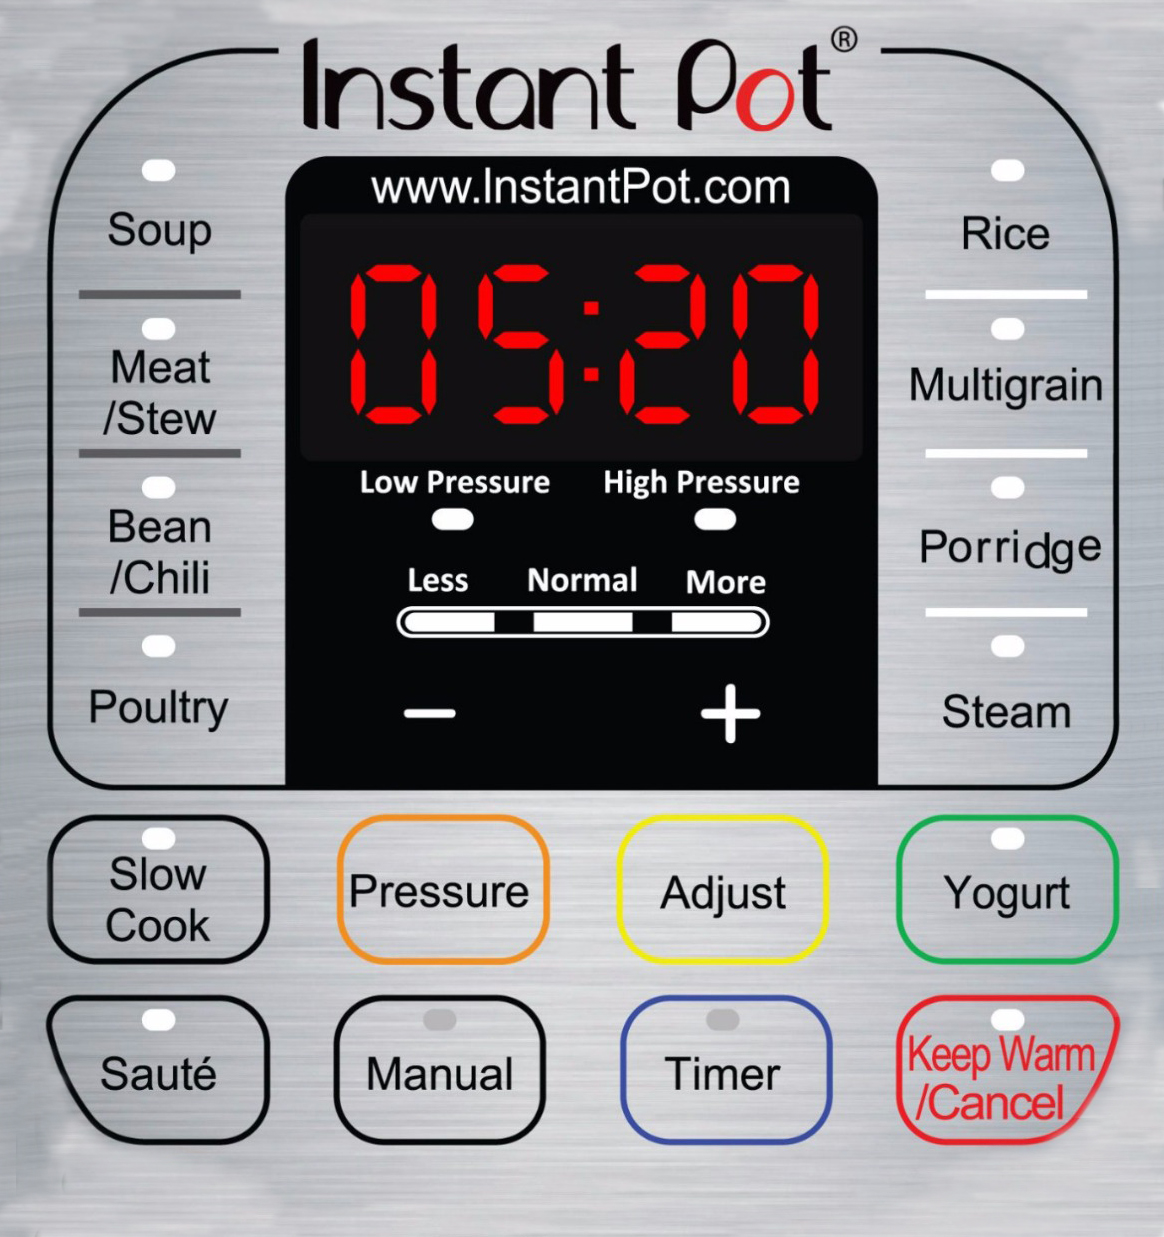 Instant Pot®
www.InstantPot.com
05:20
Low Pressure High Pressure
Less Normal More
− +
Soup
Meat
/Stew
Bean
/Chili
Poultry
Rice
Multigrain
Porridge
Steam
Slow
Cook
Pressure
Adjust
Yogurt
Sauté
Manual
Timer
Keep Warm
/Cancel